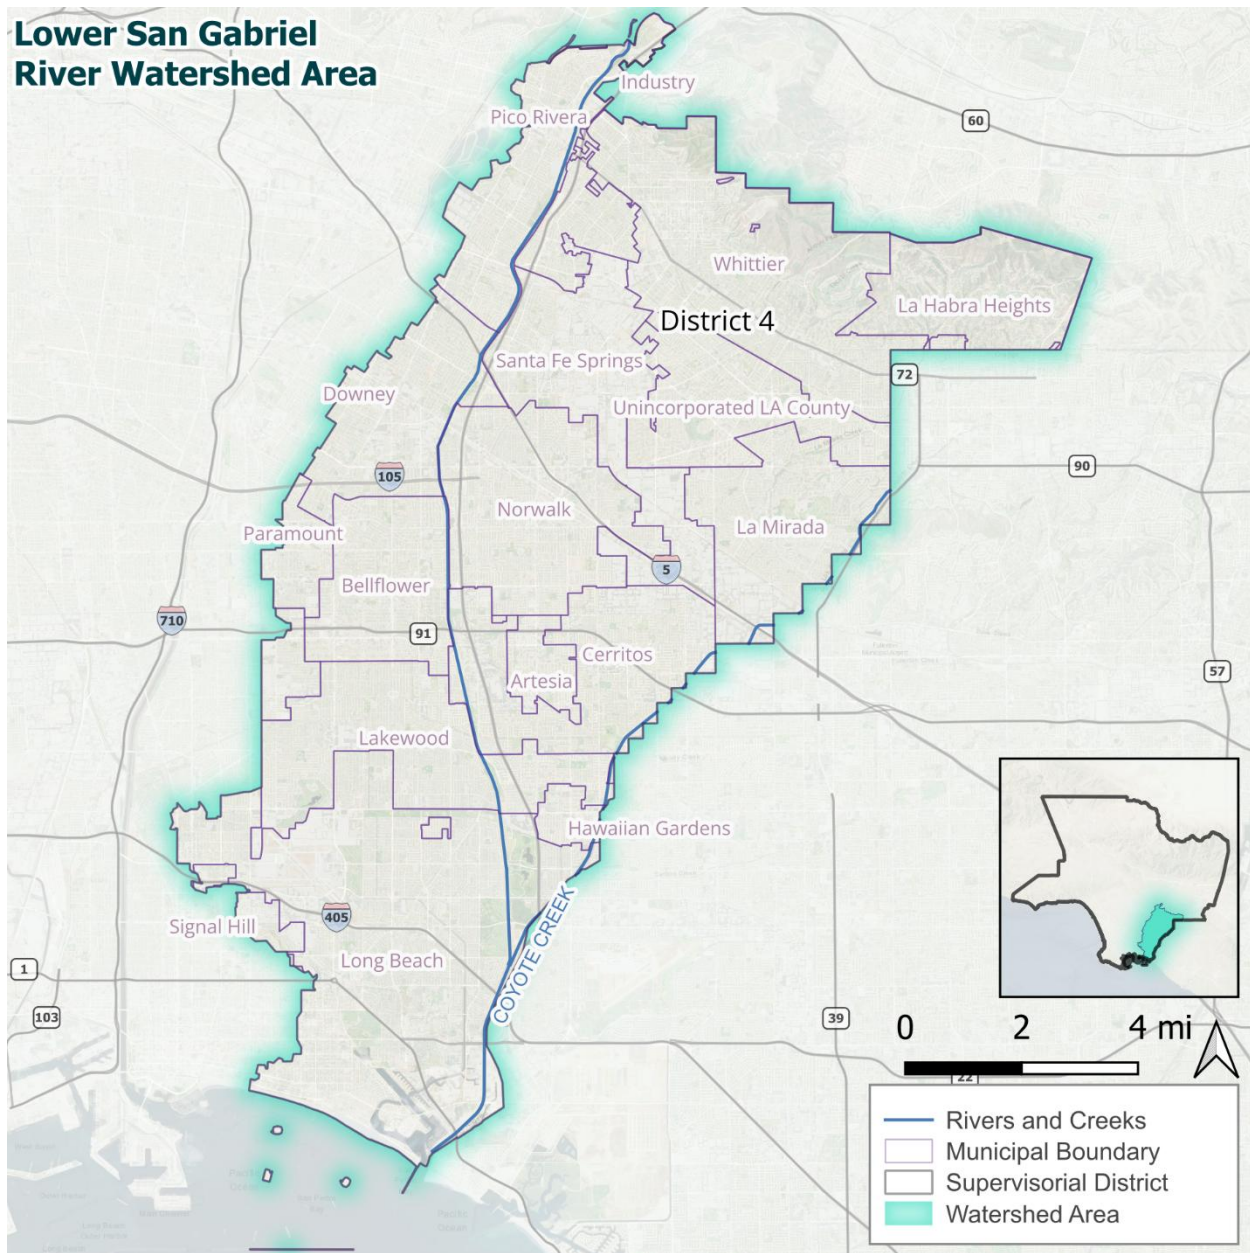 Lower San Gabriel
River Watershed Area
Industry
60
Pico Rivera
Whittier
La Habra Heights
District 4
Santa Fe Springs
72
Downey
Unincorporated LA County
90
105
Norwalk
La Mirada
Paramount
5
Bellflower
710
91
Cerritos
57
Artesia
Lakewood
Hawaiian Gardens
Signal Hill
405
COYOTE CREEK
Long Beach
1
103
39
0 2 4 mi
22
Rivers and Creeks
Municipal Boundary
Supervisorial District
Watershed Area